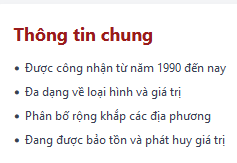 Thông tin chung
• Được công nhận từ năm 1990 đến nay
• Đa dạng về loại hình và giá trị
• Phân bố rộng khắp các địa phương
• Đang được bảo tồn và phát huy giá trị